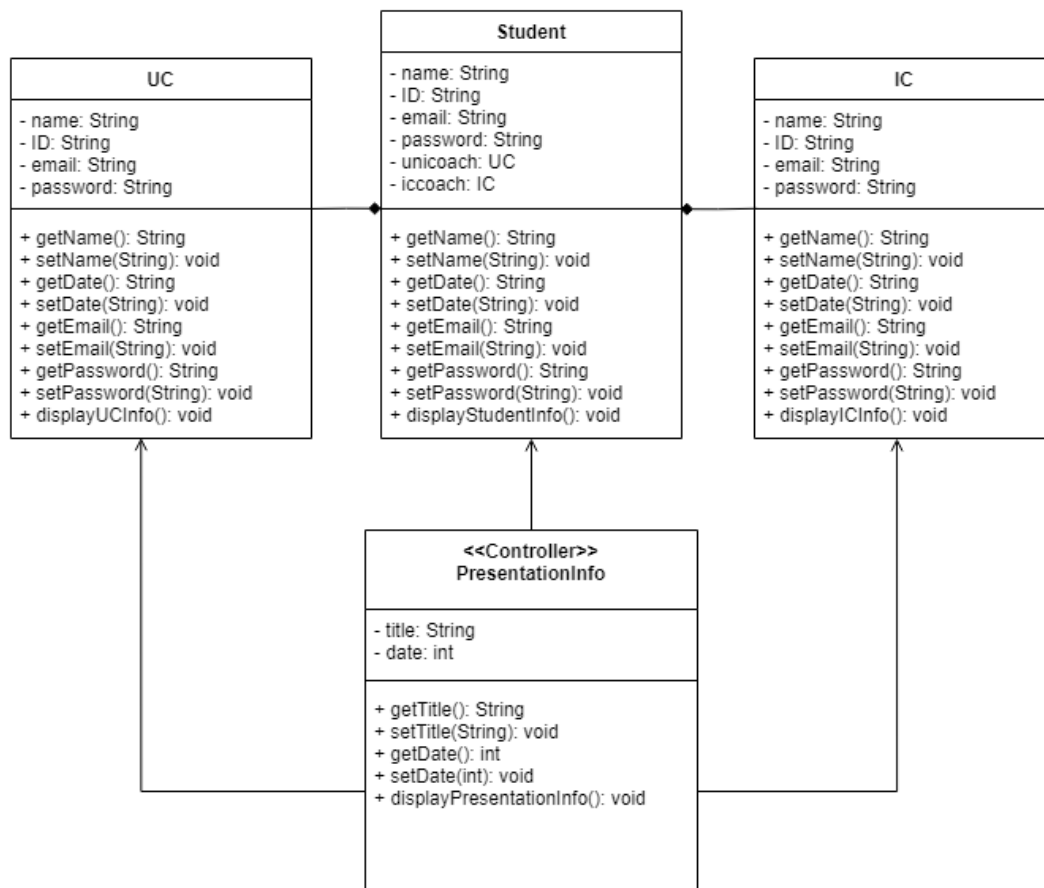 UC
- name: String
- ID: String
- email: String
- password: String
+ getName(): String
+ setName(String): void
+ getDate(): String
+ setDate(String): void
+ getEmail(): String
+ setEmail(String): void
+ getPassword(): String
+ setPassword(String): void
+ displayUCInfo(): void
Student
- name: String
- ID: String
- email: String
- password: String
- unicoach: UC
- iccoach: IC
+ getName(): String
+ setName(String): void
+ getDate(): String
+ setDate(String): void
+ getEmail(): String
+ setEmail(String): void
+ getPassword(): String
+ setPassword(String): void
+ displayStudentInfo(): void
IC
- name: String
- ID: String
- email: String
- password: String
+ getName(): String
+ setName(String): void
+ getDate(): String
+ setDate(String): void
+ getEmail(): String
+ setEmail(String): void
+ getPassword(): String
+ setPassword(String): void
+ displayICInfo(): void
<<Controller>>
PresentationInfo
- title: String
- date: int
+ getTitle(): String
+ setTitle(String): void
+ getDate(): int
+ setDate(int): void
+ displayPresentationInfo(): void